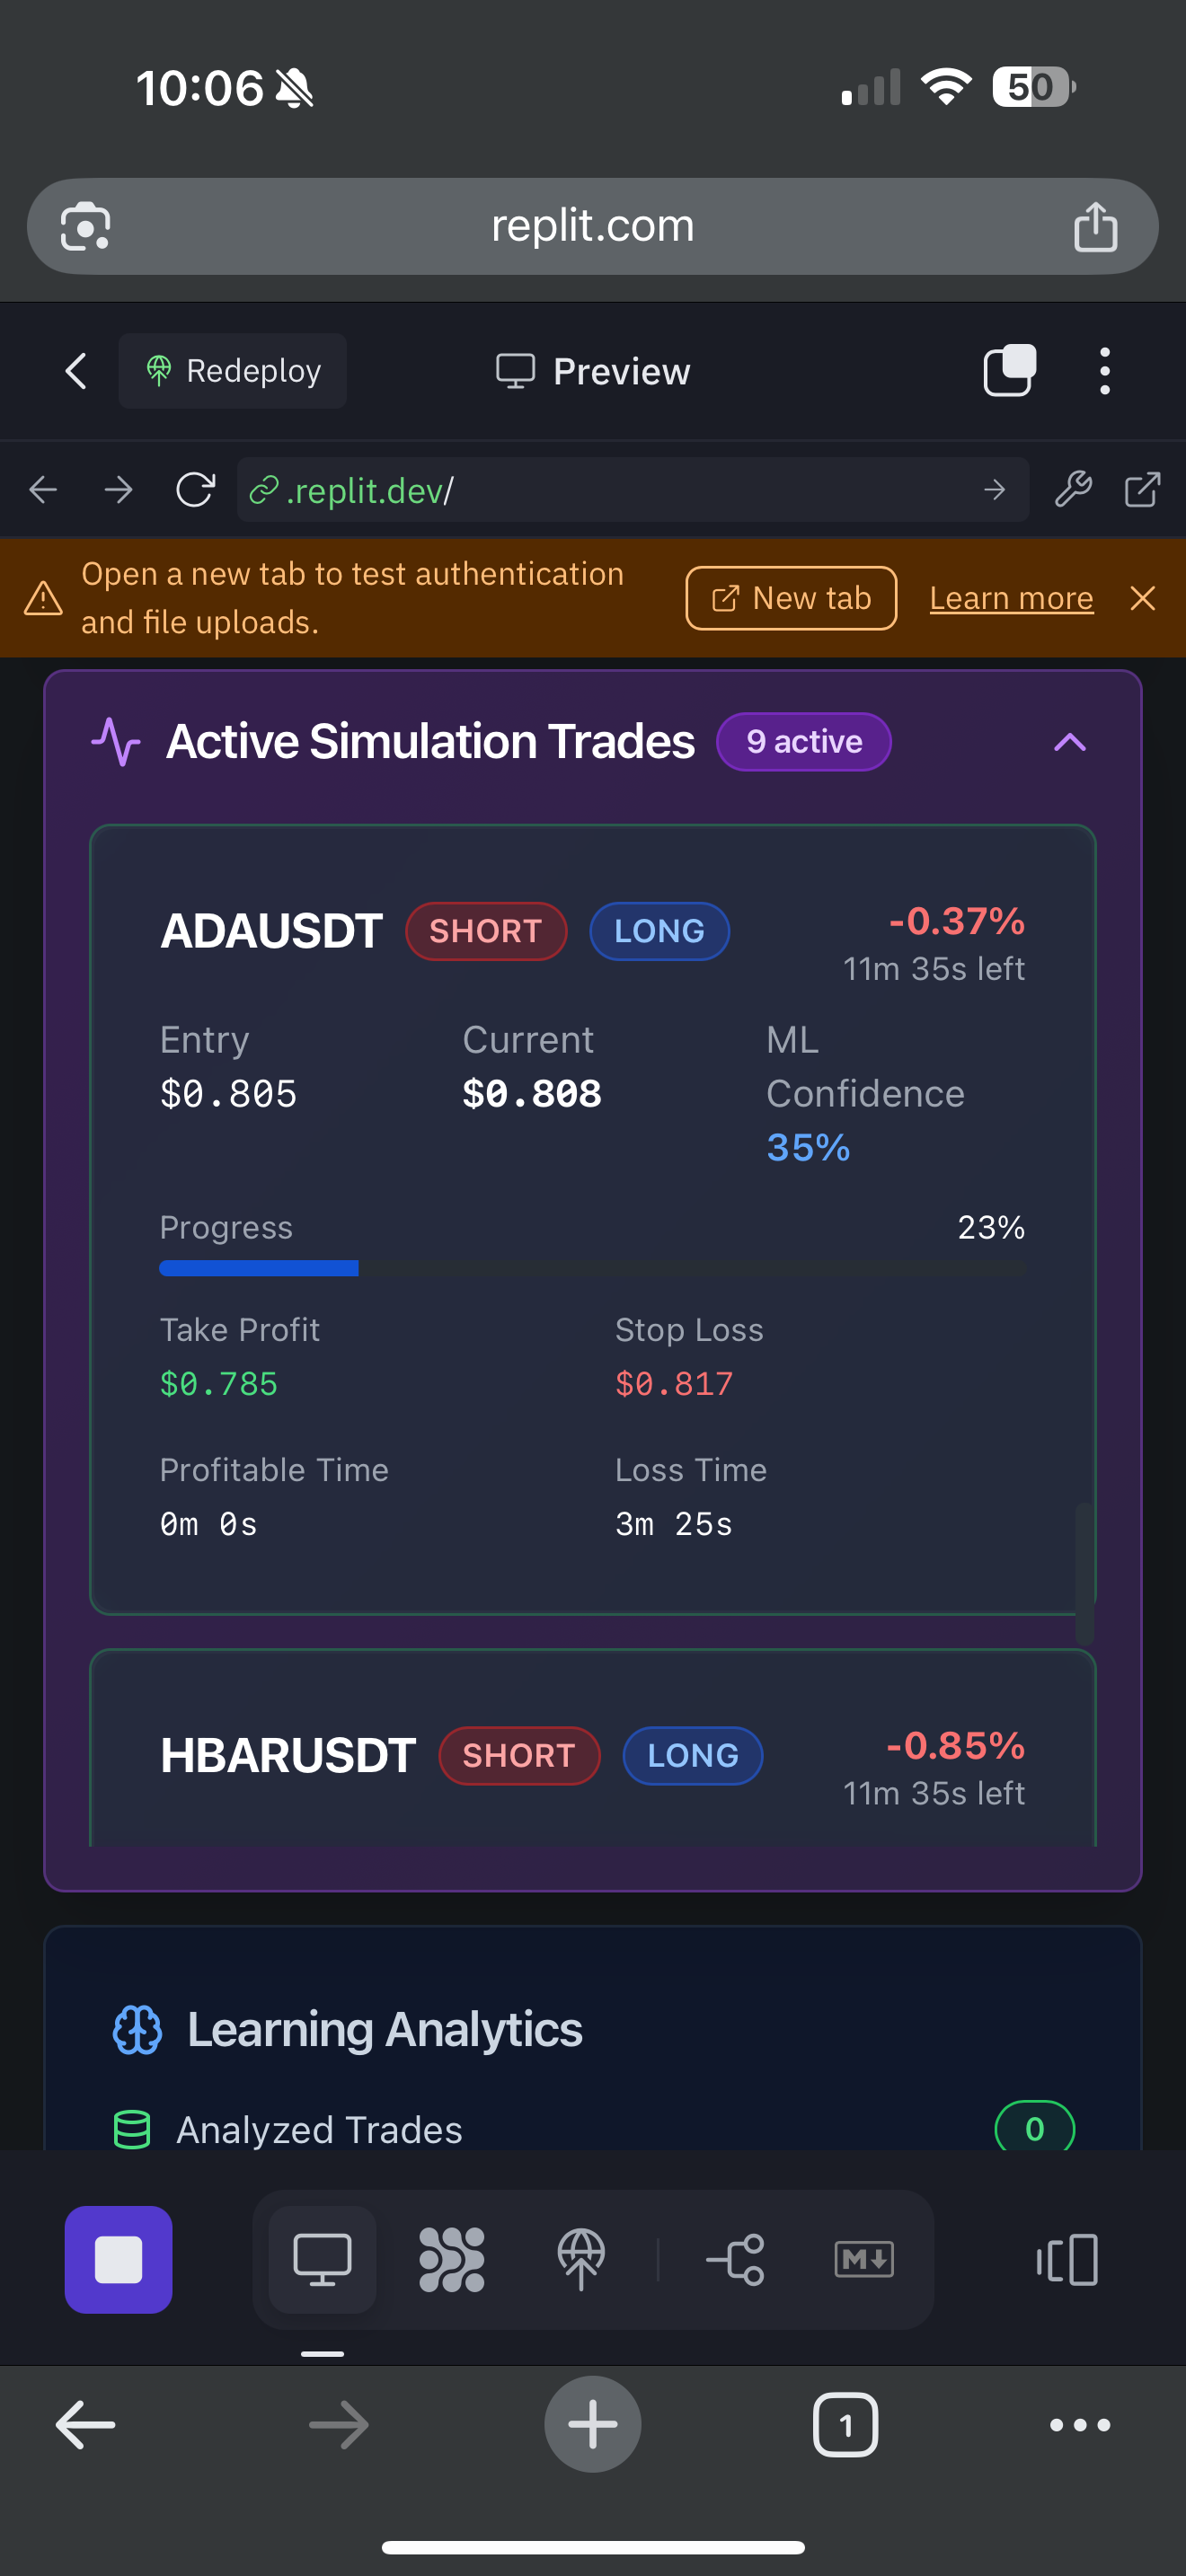 10:06
50
replit.com
Redeploy
Preview
.replit.dev/
Open a new tab to test authentication
and file uploads.
New tab
Learn more
Active Simulation Trades
9 active
ADAUSDT
SHORT
LONG
-0.37%
11m 35s left
Entry
$0.805
Current
$0.808
ML
Confidence
35%
Progress
23%
Take Profit
$0.785
Stop Loss
$0.817
Profitable Time
0m 0s
Loss Time
3m 25s
HBARUSDT
SHORT
LONG
-0.85%
11m 35s left
Learning Analytics
Analyzed Trades
0
M
1